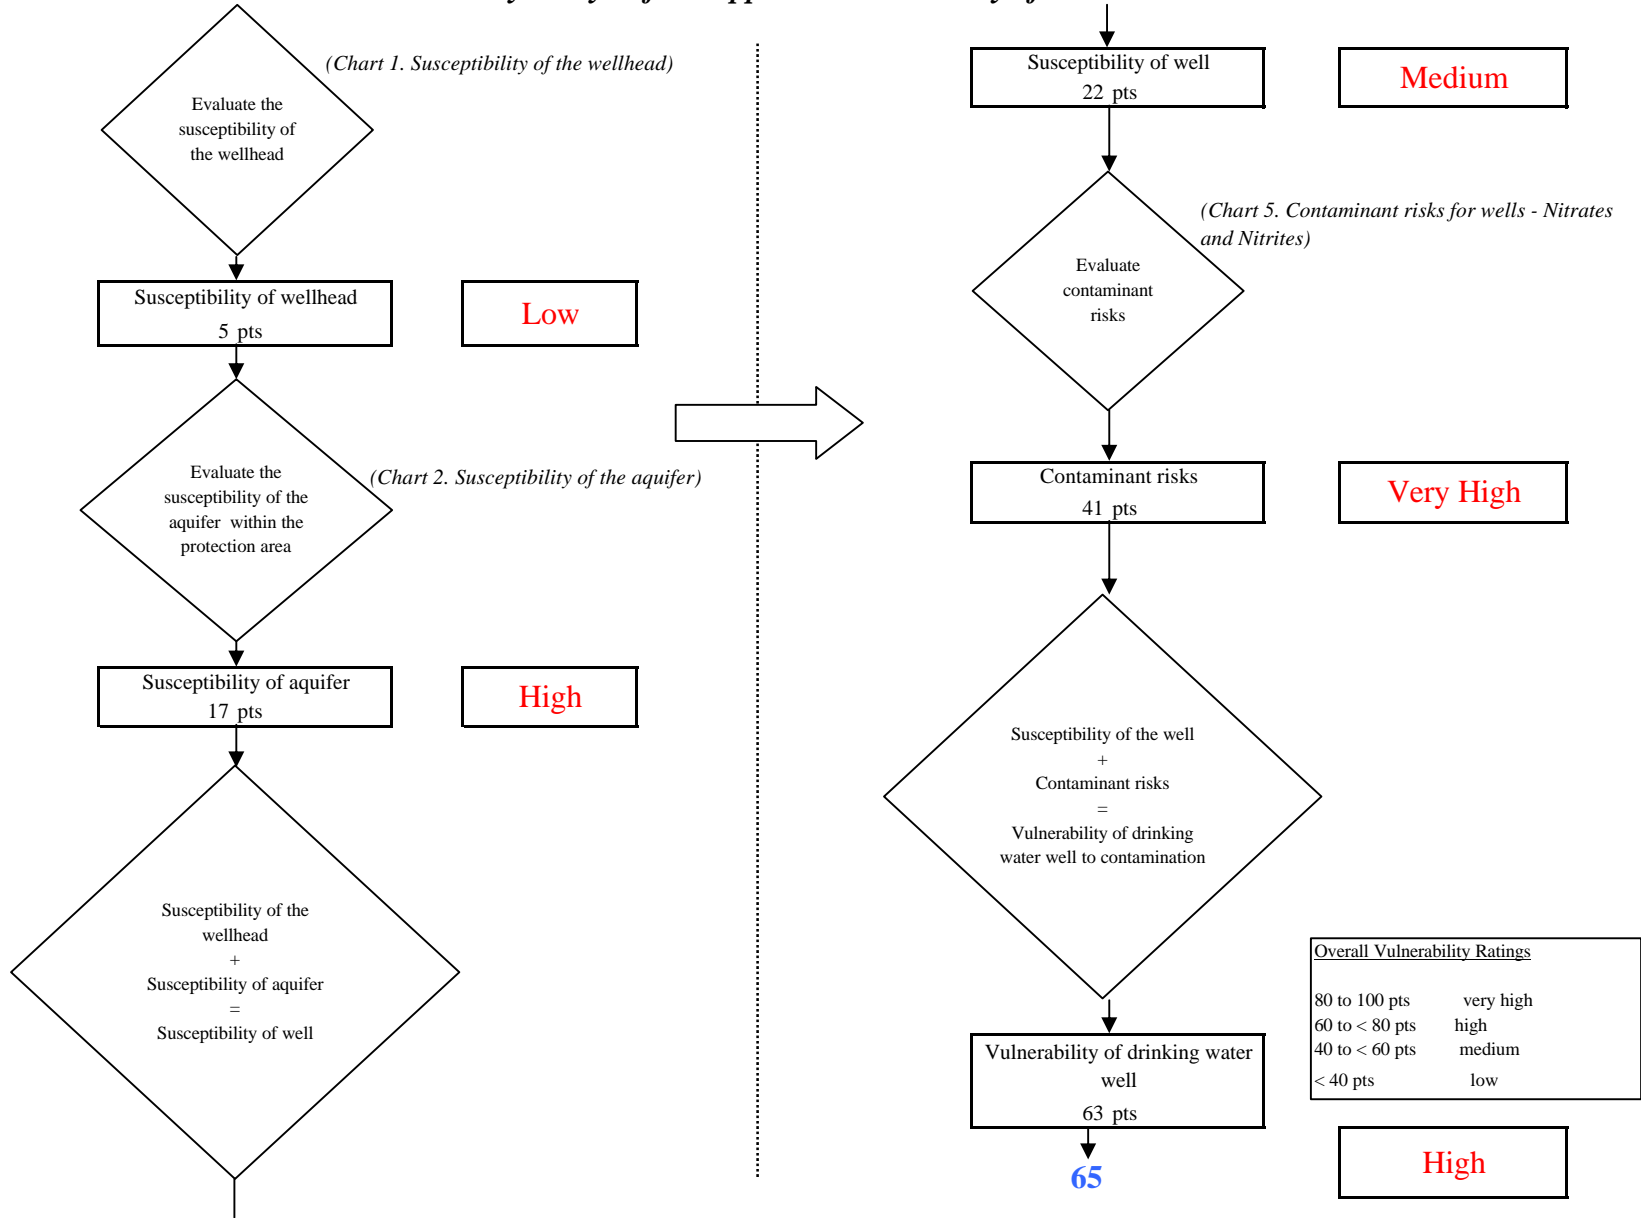 (Chart 1. Susceptibility of the wellhead)
Evaluate the
susceptibility of
the wellhead
Susceptibility of wellhead
5 pts
Low
Evaluate the
susceptibility of the
aquifer within the
protection area
(Chart 2. Susceptibility of the aquifer)
Susceptibility of aquifer
17 pts
High
Susceptibility of the
wellhead
+
Susceptibility of aquifer
=
Susceptibility of well
Susceptibility of well
22 pts
Medium
(Chart 5. Contaminant risks for wells - Nitrates
and Nitrites)
Evaluate
contaminant
risks
Contaminant risks
41 pts
Very High
Susceptibility of the well
+
Contaminant risks
=
Vulnerability of drinking
water well to contamination
Overall Vulnerability Ratings
80 to 100 pts very high
60 to < 80 pts high
40 to < 60 pts medium
< 40 pts low
Vulnerability of drinking water
well
63 pts
65
High